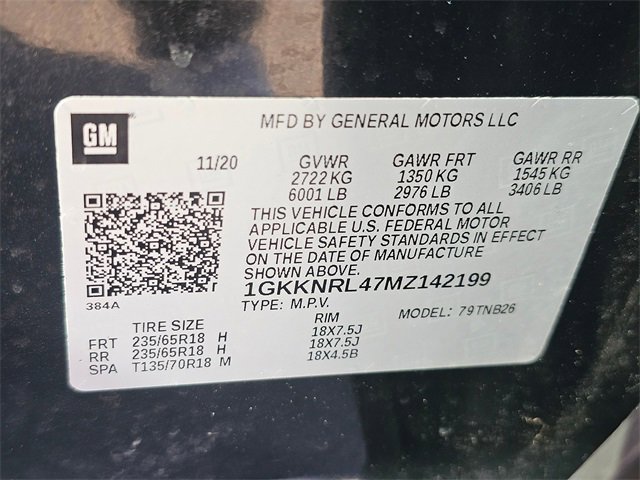 GM
MFD BY GENERAL MOTORS LLC
11/20 GVWR GAWR FRT GAWR RR
2722 KG 1350 KG 1545 KG
6001 LB 2976 LB 3406 LB
THIS VEHICLE CONFORMS TO ALL
APPLICABLE U.S. FEDERAL MOTOR
VEHICLE SAFETY STANDARDS IN EFFECT
ON THE DATE OF MANUFACTURE
SHOWN ABOVE.
384A
1GKKNRL47MZ142199
TYPE: M.P.V. MODEL: 79TNB26
TIRE SIZE RIM
FRT 235/65R18 H 18X7.5J
RR 235/65R18 H 18X7.5J
SPA T135/70R18 M 18X4.5B